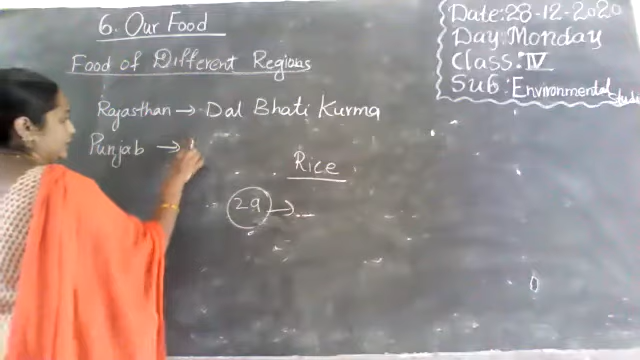 6. Our Food
Food of Different Regions
Rajasthan → Dal Bhati Kurma
Punjab →
Rice
29 →
Date: 28-12-2020
Day: Monday
Class: IV
Sub: Environmental Studies